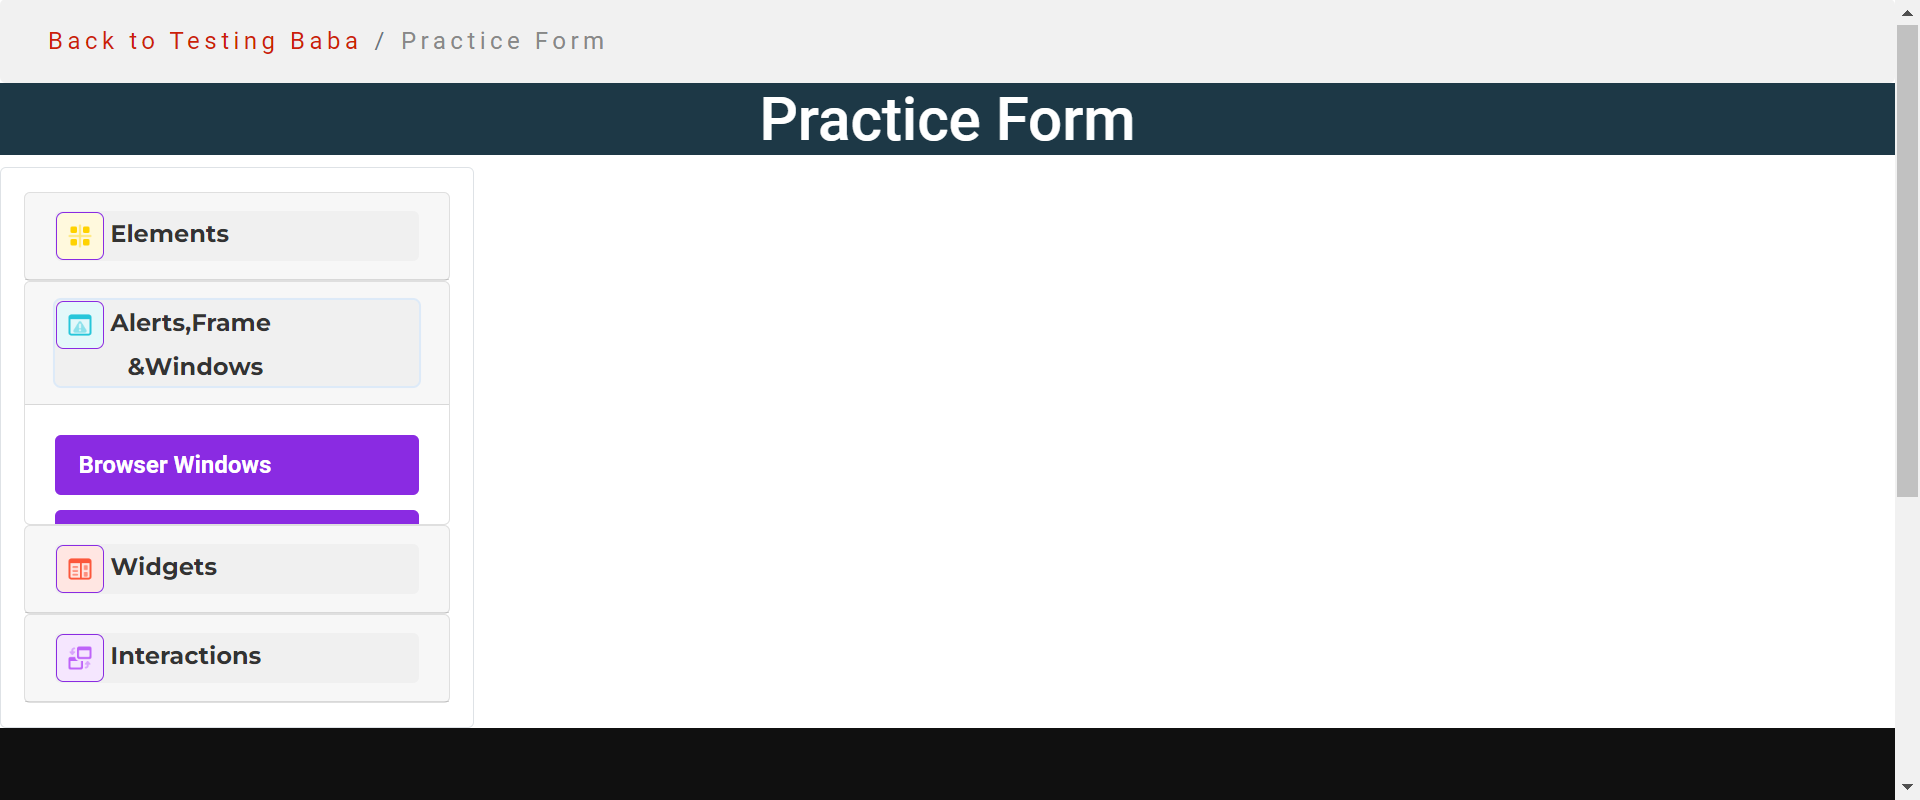 Back to Testing Baba / Practice Form
Practice Form
Elements
Alerts,Frame
&Windows
Browser Windows
Widgets
Interactions